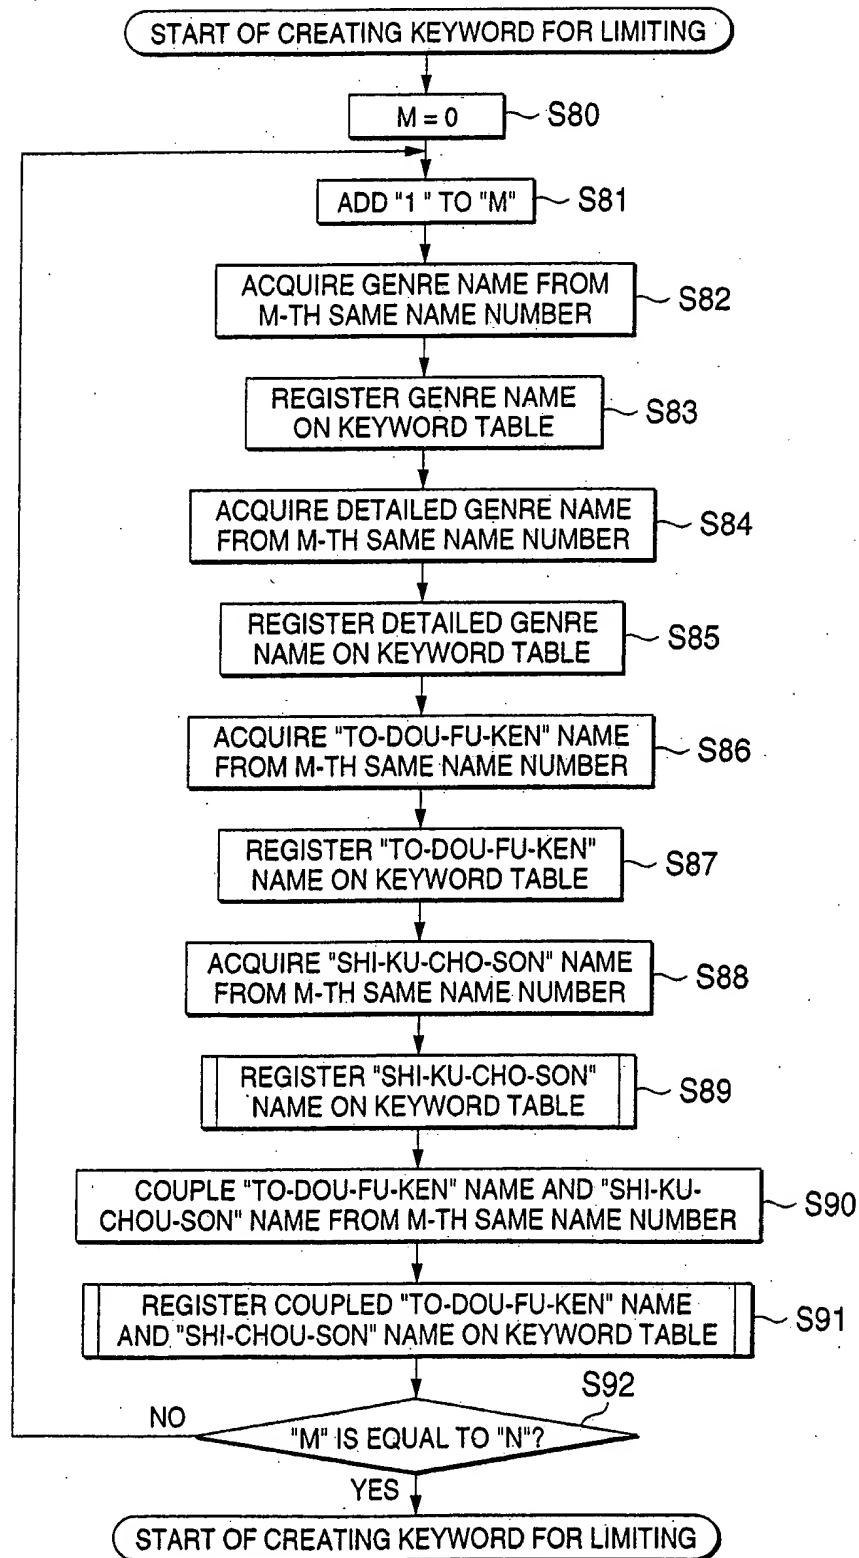 START OF CREATING KEYWORD FOR LIMITING
M = 0
S80
ADD "1" TO "M"
S81
ACQUIRE GENRE NAME FROM
M-TH SAME NAME NUMBER
S82
REGISTER GENRE NAME
ON KEYWORD TABLE
S83
ACQUIRE DETAILED GENRE NAME
FROM M-TH SAME NAME NUMBER
S84
REGISTER DETAILED GENRE
NAME ON KEYWORD TABLE
S85
ACQUIRE "TO-DOU-FU-KEN" NAME
FROM M-TH SAME NAME NUMBER
S86
REGISTER "TO-DOU-FU-KEN"
NAME ON KEYWORD TABLE
S87
ACQUIRE "SHI-KU-CHO-SON" NAME
FROM M-TH SAME NAME NUMBER
S88
REGISTER "SHI-KU-CHO-SON"
NAME ON KEYWORD TABLE
S89
COUPLE "TO-DOU-FU-KEN" NAME AND "SHI-KU-
CHOU-SON" NAME FROM M-TH SAME NAME NUMBER
S90
REGISTER COUPLED "TO-DOU-FU-KEN" NAME
AND "SHI-CHOU-SON" NAME ON KEYWORD TABLE
S91
S92
NO
"M" IS EQUAL TO "N"?
YES
START OF CREATING KEYWORD FOR LIMITING